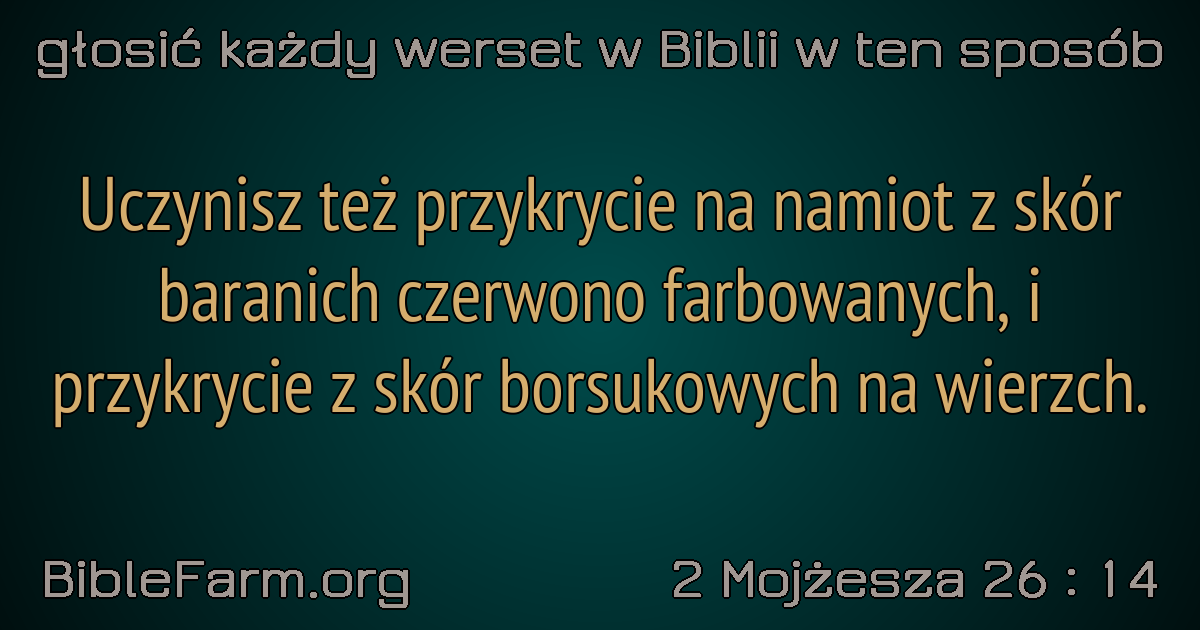 głosić każdy werset w Biblii w ten sposób
Uczynisz też przykrycie na namiot z skór
baranich czerwono farbowanych, i
przykrycie z skór borsukowych na wierzch.
BibleFarm.org
2 Mojżesza 26 : 14